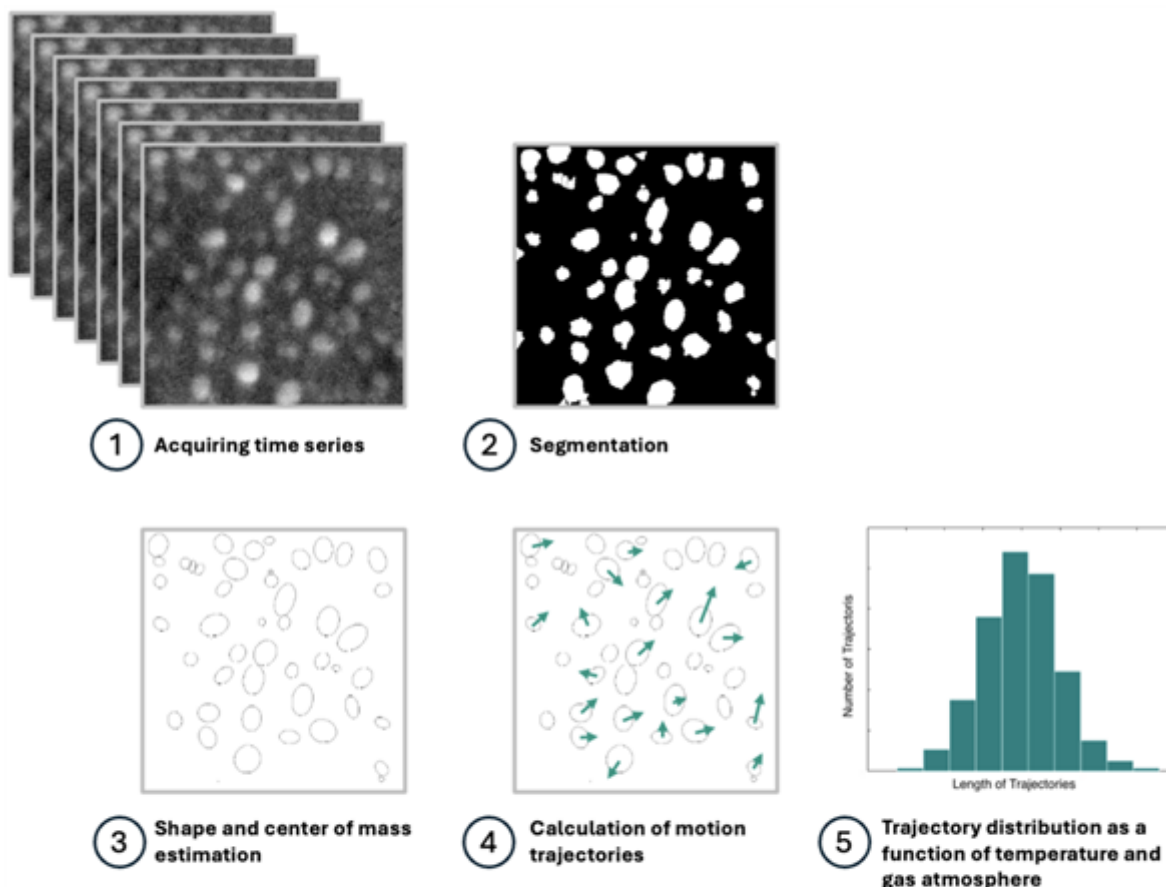 1 Acquiring time series
2 Segmentation
Number of Trajectoris
Length of Trajectories
3 Shape and center of mass
estimation
4 Calculation of motion
trajectories
5 Trajectory distribution as a
function of temperature and
gas atmosphere